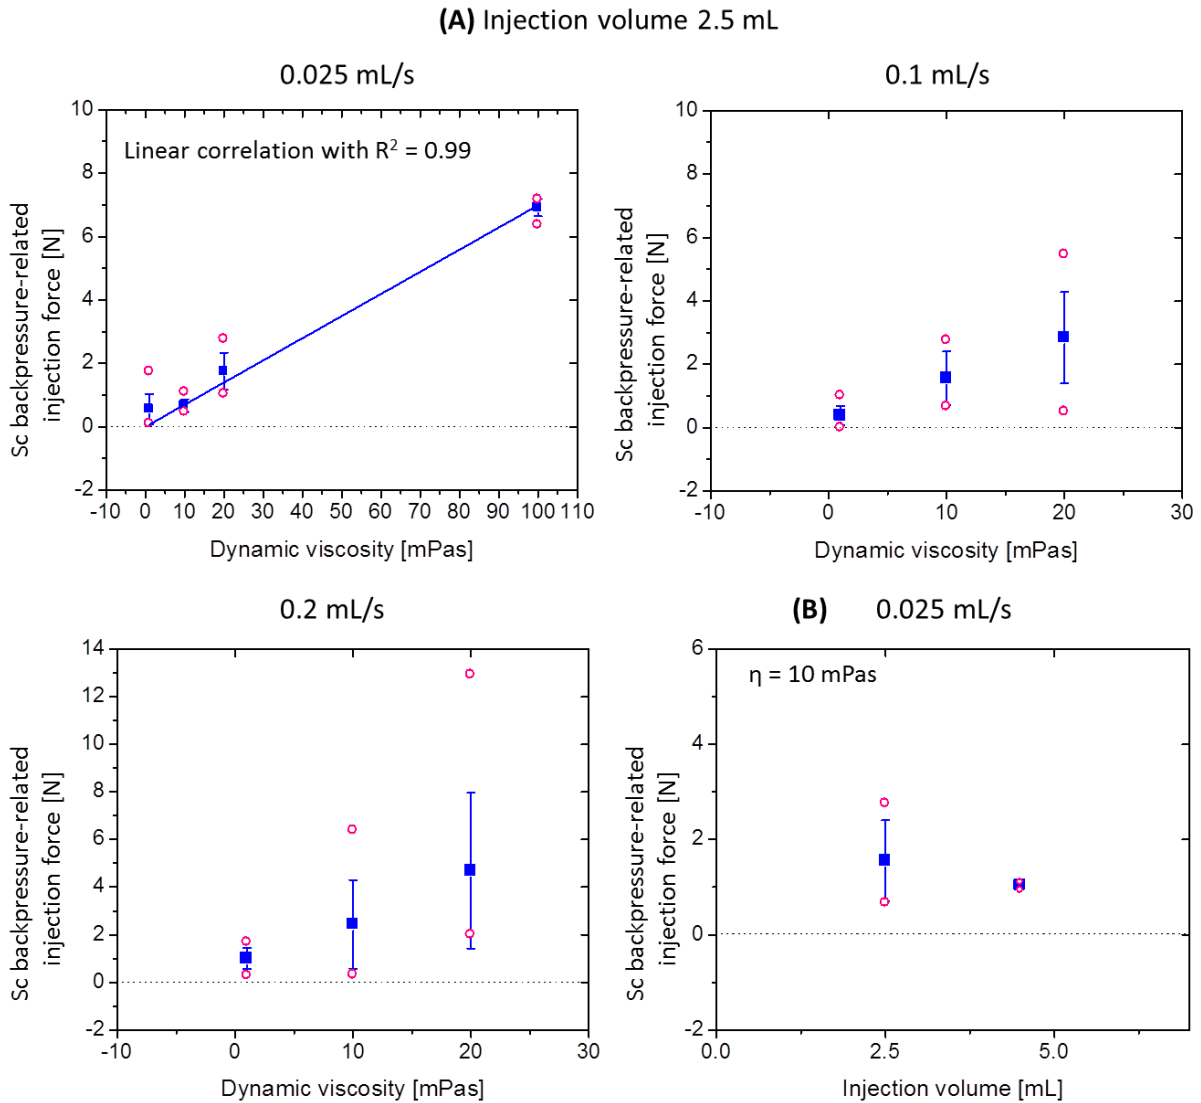 (A) Injection volume 2.5 mL
0.025 mL/s
Linear correlation with R² = 0.99
Sc backpressure-related
injection force [N]
10
8
6
4
2
0
-2
-10 0 10 20 30 40 50 60 70 80 90 100 110
Dynamic viscosity [mPas]
0.1 mL/s
Sc backpressure-related
injection force [N]
10
8
6
4
2
0
-2
-10 0 10 20 30
Dynamic viscosity [mPas]
0.2 mL/s
Sc backpressure-related
injection force [N]
14
12
10
8
6
4
2
0
-2
-10 0 10 20 30
Dynamic viscosity [mPas]
(B) 0.025 mL/s
η = 10 mPas
Sc backpressure-related
injection force [N]
6
4
2
0
-2
0.0 2.5 5.0
Injection volume [mL]